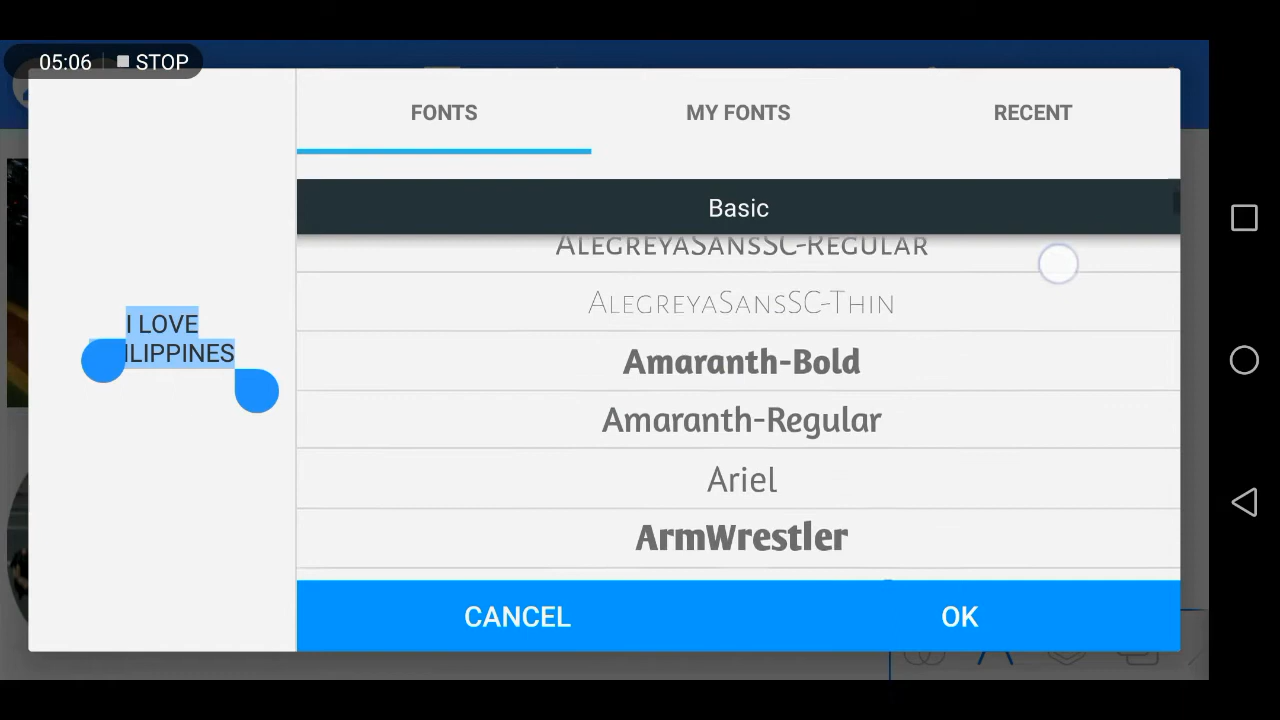 05:06
STOP
FONTS
MY FONTS
RECENT
Basic
I LOVE
ILIPPINES
AlegreyaSansSC-Regular
AlegreyaSansSC-Thin
Amaranth-Bold
Amaranth-Regular
Ariel
ArmWrestler
CANCEL
OK